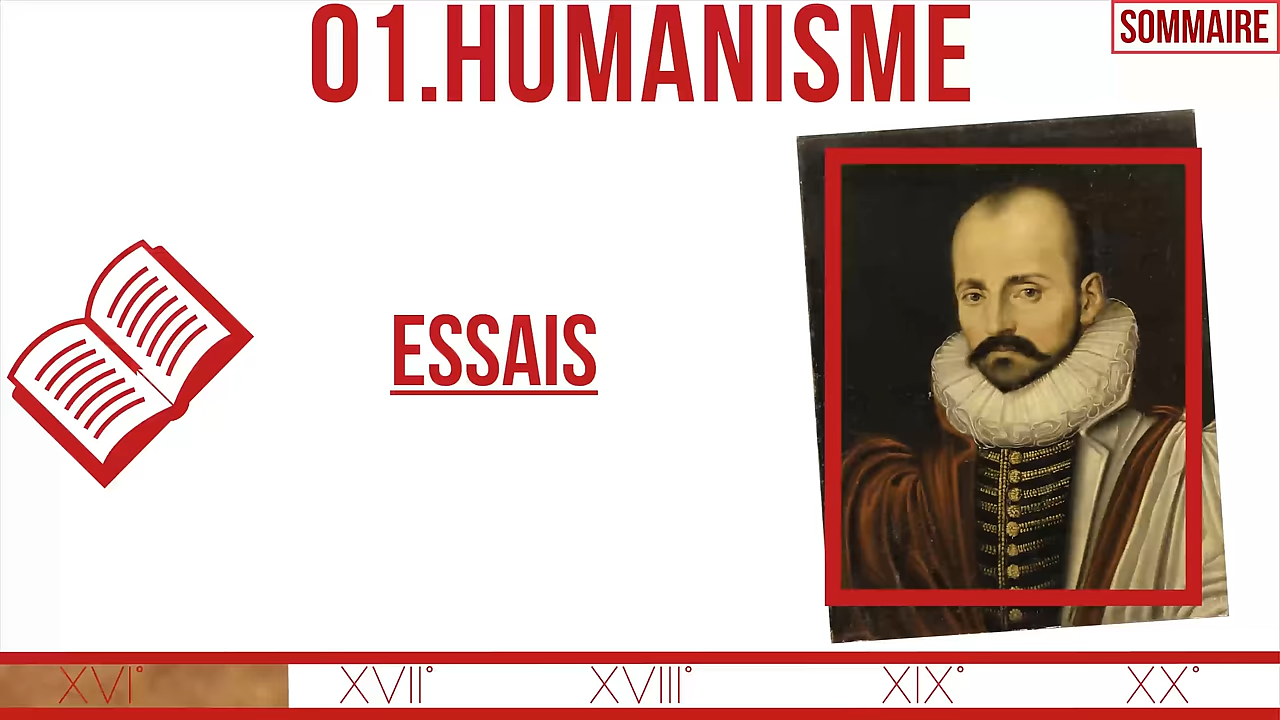 01.HUMANISME
SOMMAIRE
ESSAIS
XVI° XVII° XVIII° XIX° XX°